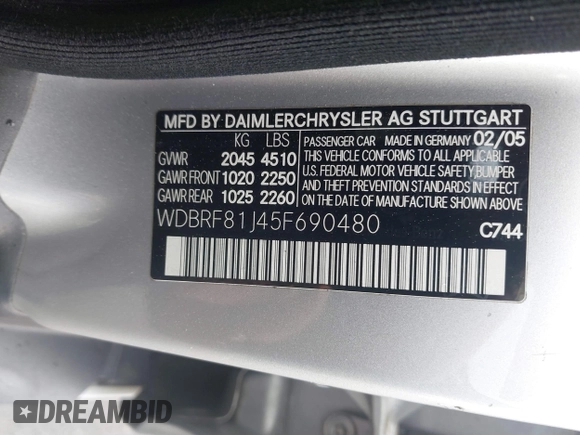 MFD BY DAIMLERCHRYSLER AG STUTTGART
KG LBS
GVWR 2045 4510
GAWR FRONT 1020 2250
GAWR REAR 1025 2260
PASSENGER CAR MADE IN GERMANY 02/05
THIS VEHICLE CONFORMS TO ALL APPLICABLE
U.S. FEDERAL MOTOR VEHICLE SAFETY, BUMPER
AND THEFT PREVENTION STANDARDS IN EFFECT
ON THE DATE OF MANUFACTURE SHOWN ABOVE
WDBRF81J45F690480
C744
DREAMBID